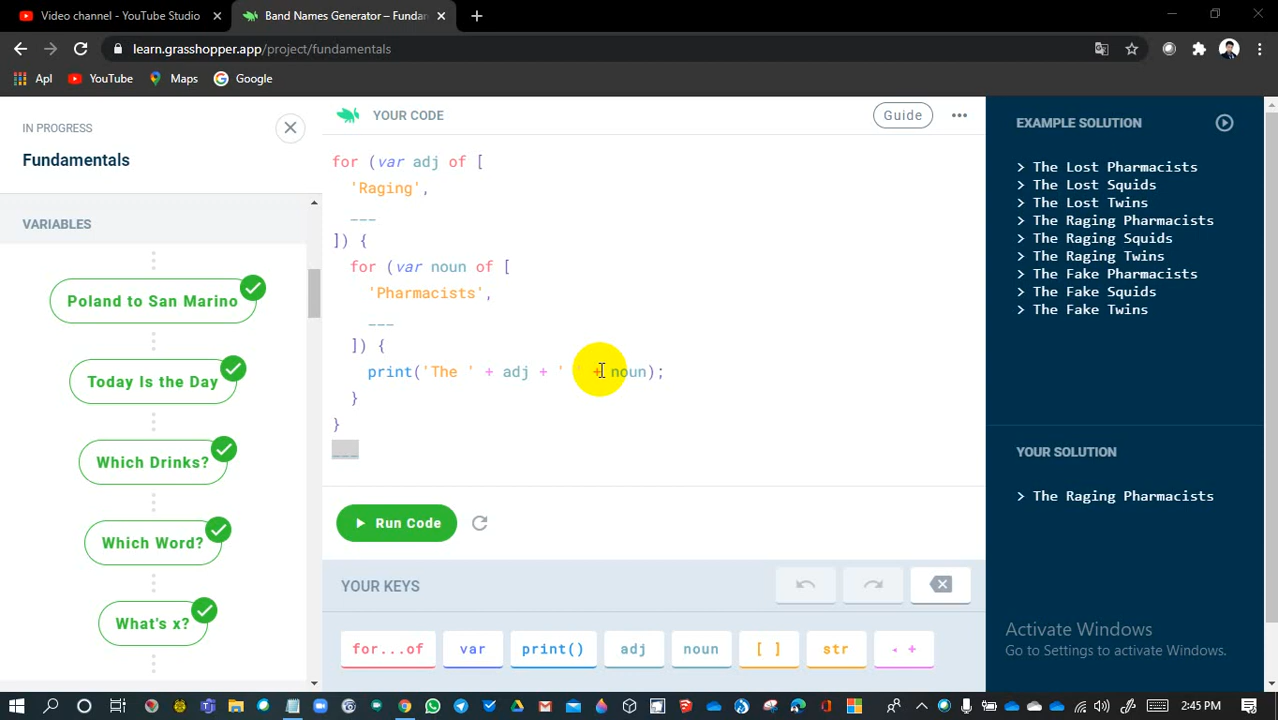 Video channel - YouTube Studio
Band Names Generator – Funda
learn.grasshopper.app/project/fundamentals
Apl
YouTube
Maps
Google
IN PROGRESS
Fundamentals
VARIABLES
Poland to San Marino
Today Is the Day
Which Drinks?
Which Word?
What's x?
YOUR CODE
Guide
for (var adj of [
'Raging',
___
]) {
for (var noun of [
'Pharmacists',
___
]) {
print('The ' + adj + ' ' + noun);
}
}
___
Run Code
YOUR KEYS
for...of
var
print()
adj
noun
[ ]
str
+
EXAMPLE SOLUTION
> The Lost Pharmacists
> The Lost Squids
> The Lost Twins
> The Raging Pharmacists
> The Raging Squids
> The Raging Twins
> The Fake Pharmacists
> The Fake Squids
> The Fake Twins
YOUR SOLUTION
> The Raging Pharmacists
Activate Windows
Go to Settings to activate Windows.
2:45 PM